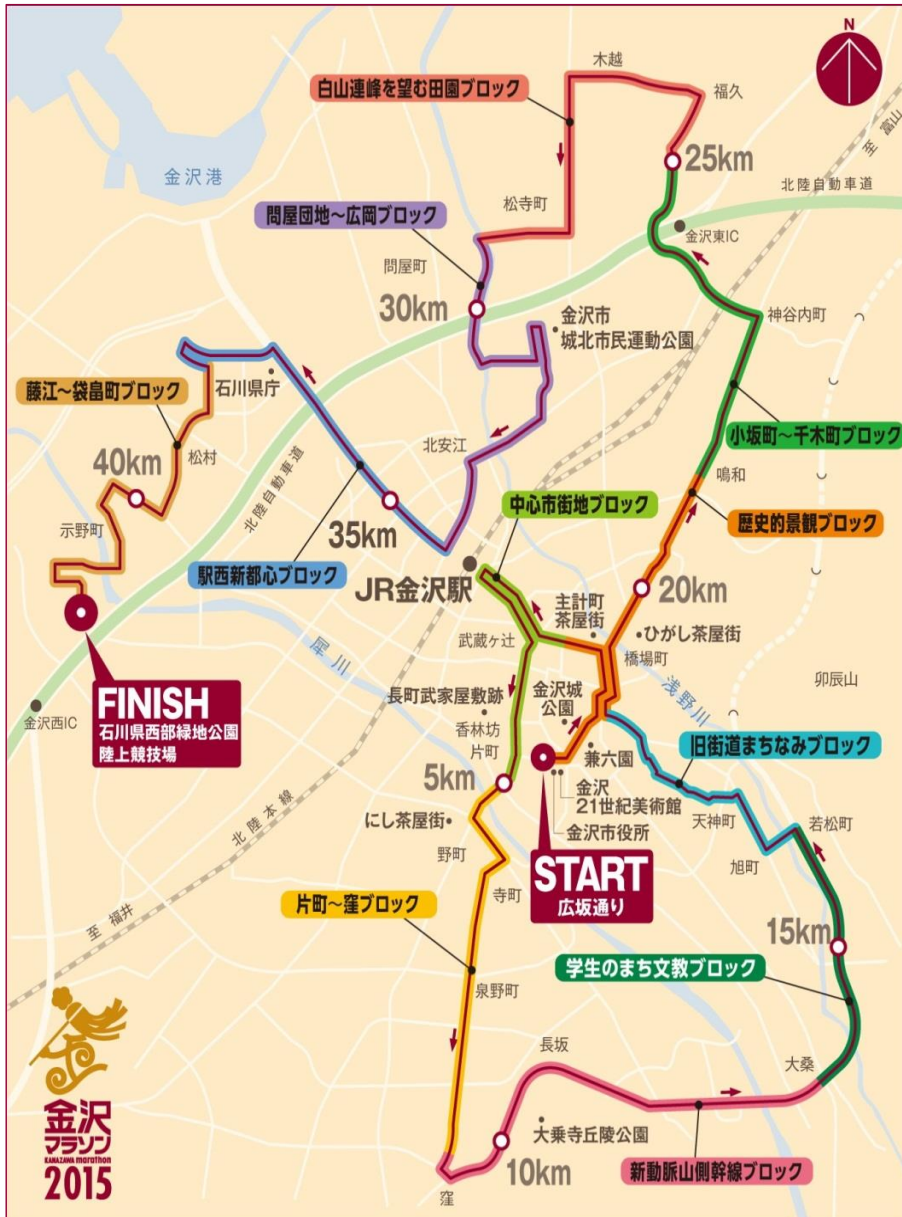 N
木越
白山連峰を望む田園ブロック
福久
至 富山
25km
金沢港
北陸自動車道
松寺町
問屋団地〜広岡ブロック
金沢東IC
問屋町
30km
金沢市
城北市民運動公園
神谷内町
藤江〜袋畠町ブロック
石川県庁
小坂町〜千木町ブロック
北安江
松村
40km
鳴和
北陸自動車道
中心市街地ブロック
歴史的景観ブロック
示野町
35km
駅西新都心ブロック
JR金沢駅
20km
主計町
茶屋街
ひがし茶屋街
武蔵ヶ辻
橋場町
犀川
浅野川
卯辰山
長町武家屋敷跡
金沢城
公園
FINISH
石川県西部緑地公園
陸上競技場
金沢西IC
香林坊
片町
兼六園
旧街道まちなみブロック
5km
金沢
21世紀美術館
北陸本線
にし茶屋街
金沢市役所
天神町
若松町
野町
START
広坂通り
旭町
寺町
至 福井
片町〜窪ブロック
15km
学生のまち文教ブロック
泉野町
長坂
大桑
大乗寺丘陵公園
10km
新動脈山側幹線ブロック
窪
金沢
マラソン
KANAZAWA marathon
2015